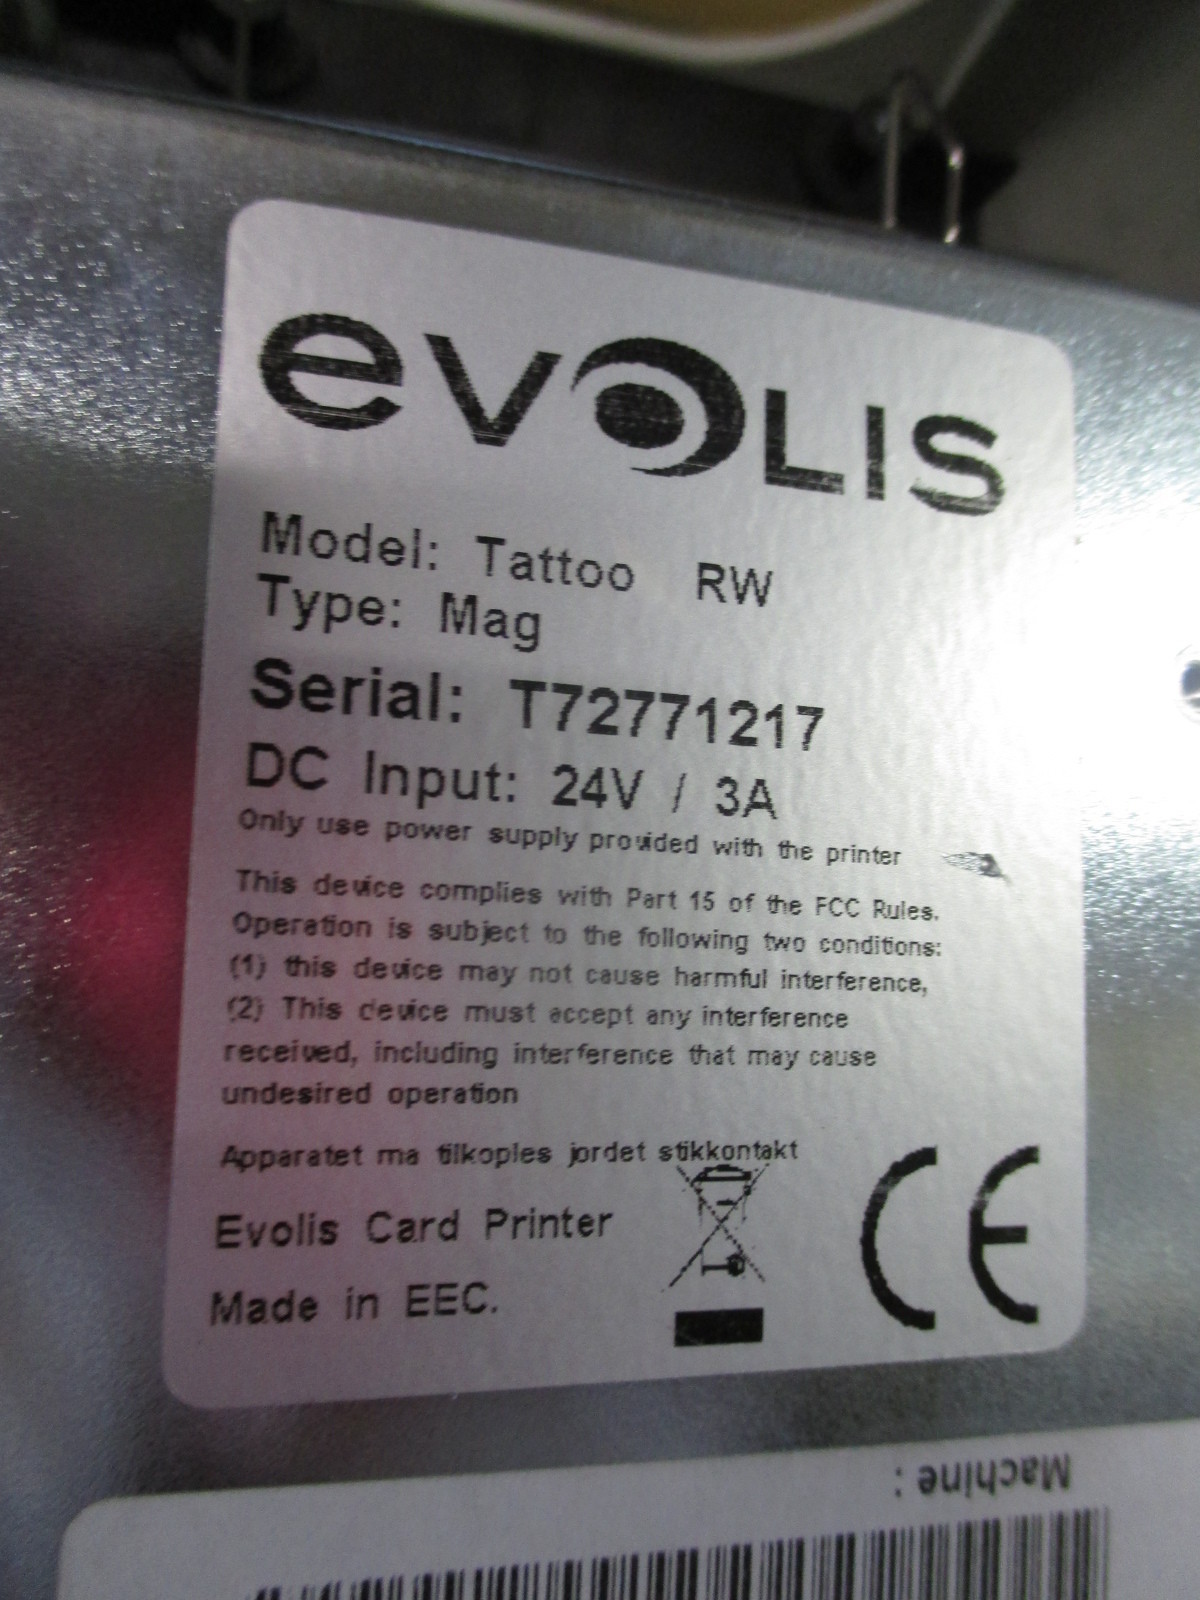 evolis
Model: Tattoo RW
Type: Mag
Serial: T72771217
DC Input: 24V / 3A
Only use power supply provided with the printer
This device complies with Part 15 of the FCC Rules.
Operation is subject to the following two conditions:
(1) this device may not cause harmful interference,
(2) This device must accept any interference
received, including interference that may cause
undesired operation
Apparatet ma tilkoples jordet stikkontakt
Evolis Card Printer
Made in EEC.
CE
Machine :